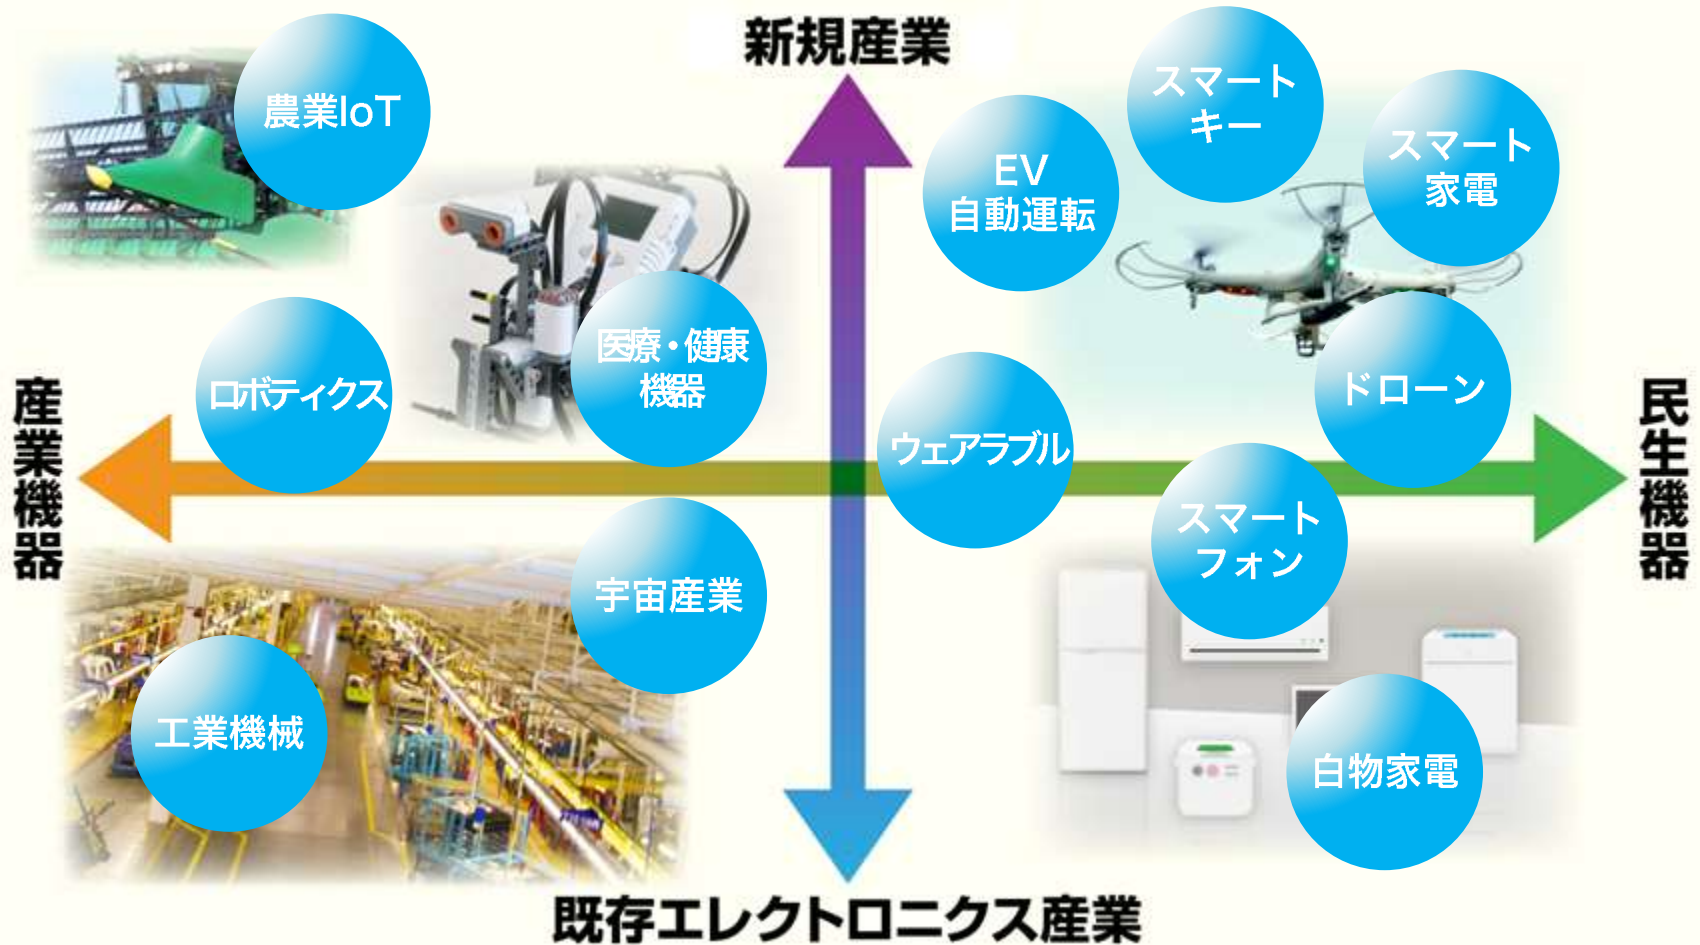 新規産業
農業IoT
スマート
キー
EV
自動運転
スマート
家電
ロボティクス
医療・健康
機器
ドローン
ウェアラブル
産業機器
民生機器
スマート
フォン
宇宙産業
工業機械
白物家電
既存エレクトロニクス産業